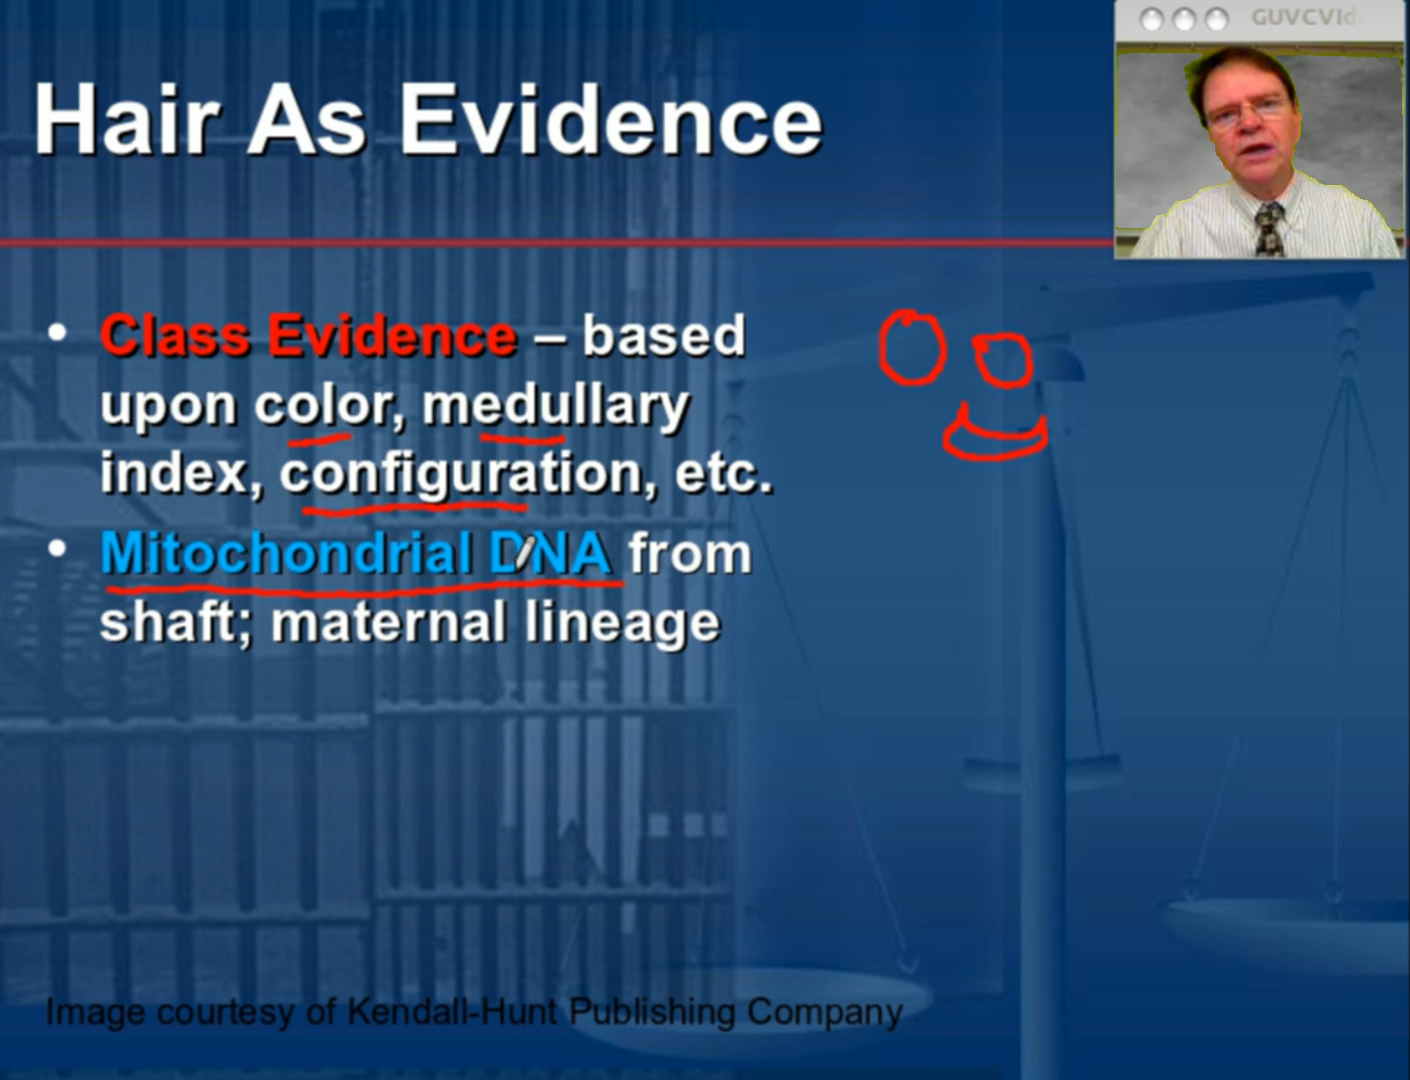 GUVCVId
Hair As Evidence
• Class Evidence – based
upon color, medullary
index, configuration, etc.
• Mitochondrial DNA from
shaft; maternal lineage
Image courtesy of Kendall-Hunt Publishing Company